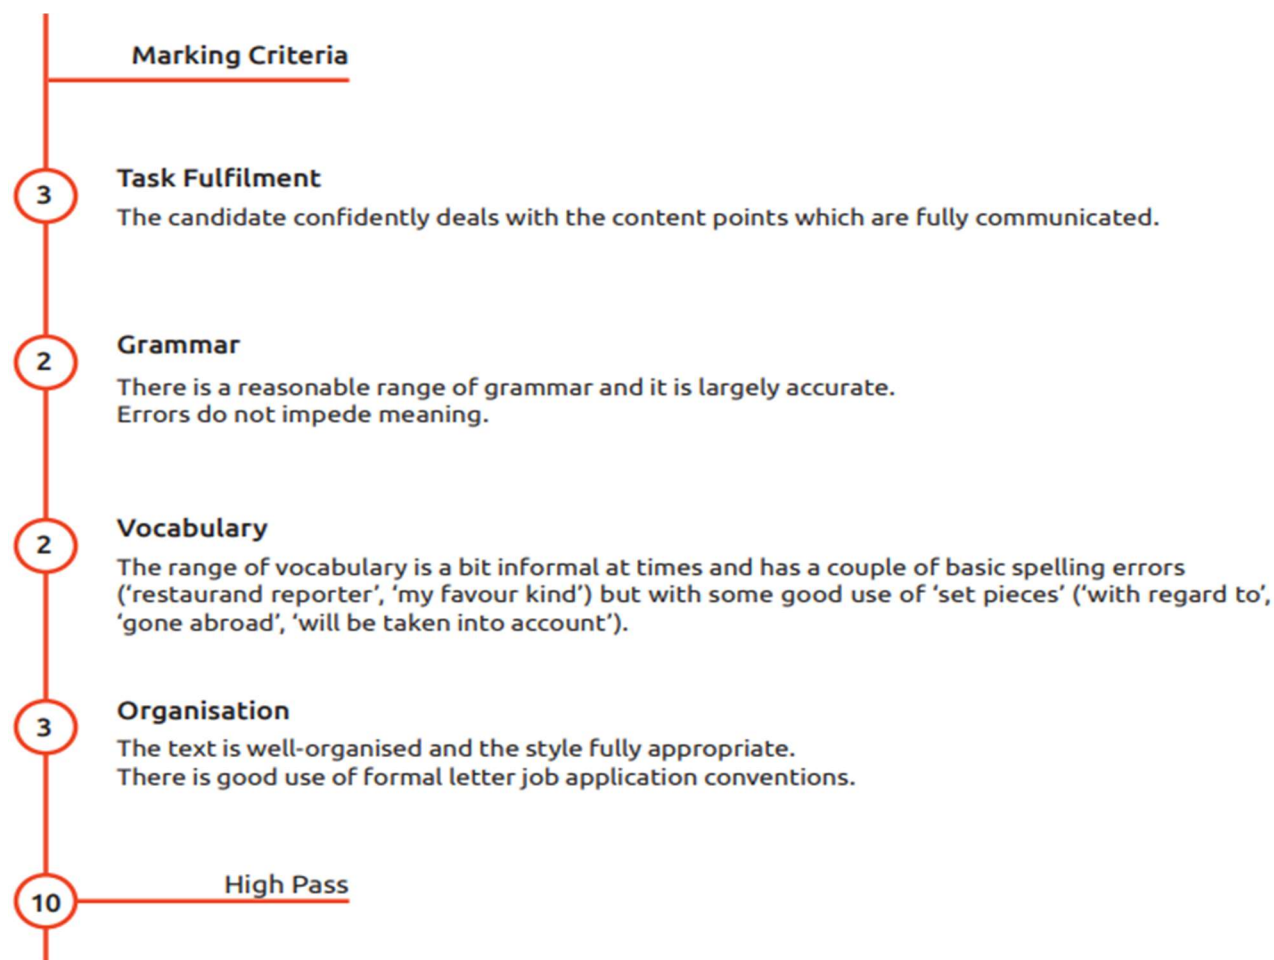 Marking Criteria
3
Task Fulfilment
The candidate confidently deals with the content points which are fully communicated.
2
Grammar
There is a reasonable range of grammar and it is largely accurate.
Errors do not impede meaning.
2
Vocabulary
The range of vocabulary is a bit informal at times and has a couple of basic spelling errors
(‘restaurand reporter’, ‘my favour kind’) but with some good use of ‘set pieces’ (‘with regard to’,
‘gone abroad’, ‘will be taken into account’).
3
Organisation
The text is well-organised and the style fully appropriate.
There is good use of formal letter job application conventions.
10
High Pass